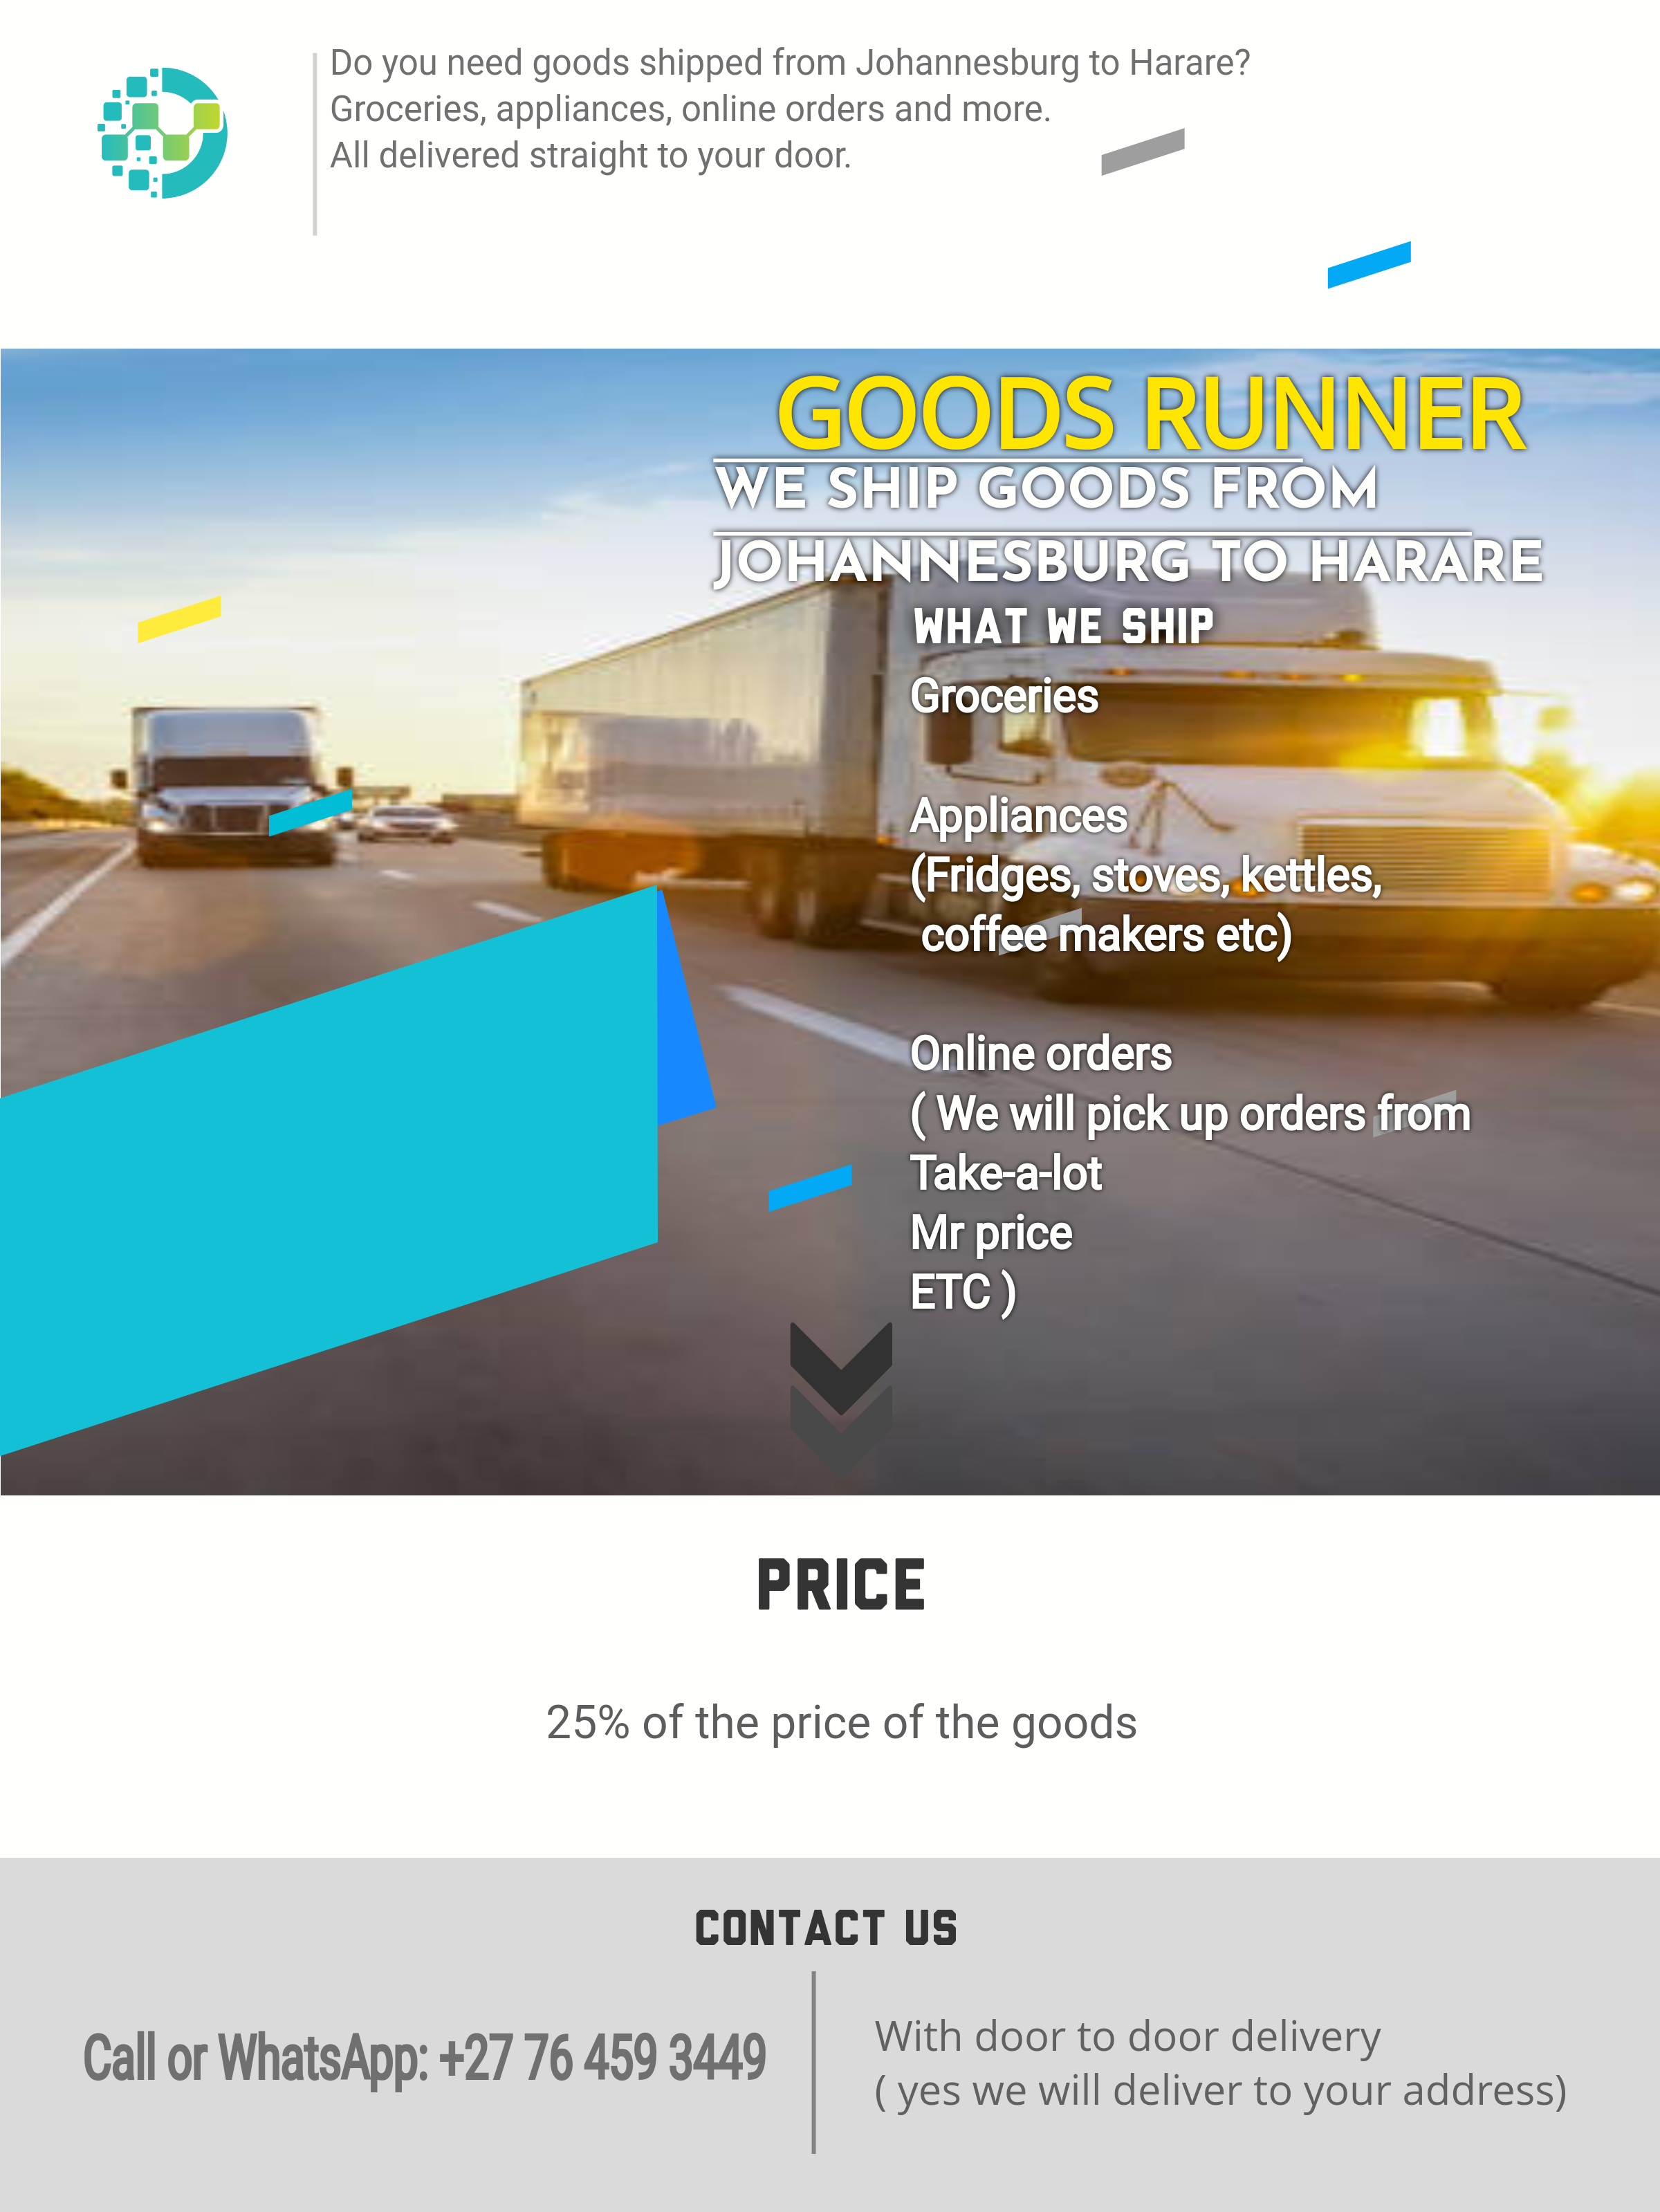 Do you need goods shipped from Johannesburg to Harare?
Groceries, appliances, online orders and more.
All delivered straight to your door.
GOODS RUNNER
WE SHIP GOODS FROM
JOHANNESBURG TO HARARE
WHAT WE SHIP
Groceries
Appliances
(Fridges, stoves, kettles,
coffee makers etc)
Online orders
( We will pick up orders from
Take-a-lot
Mr price
ETC )
PRICE
25% of the price of the goods
CONTACT US
Call or WhatsApp: +27 76 459 3449
With door to door delivery
( yes we will deliver to your address)